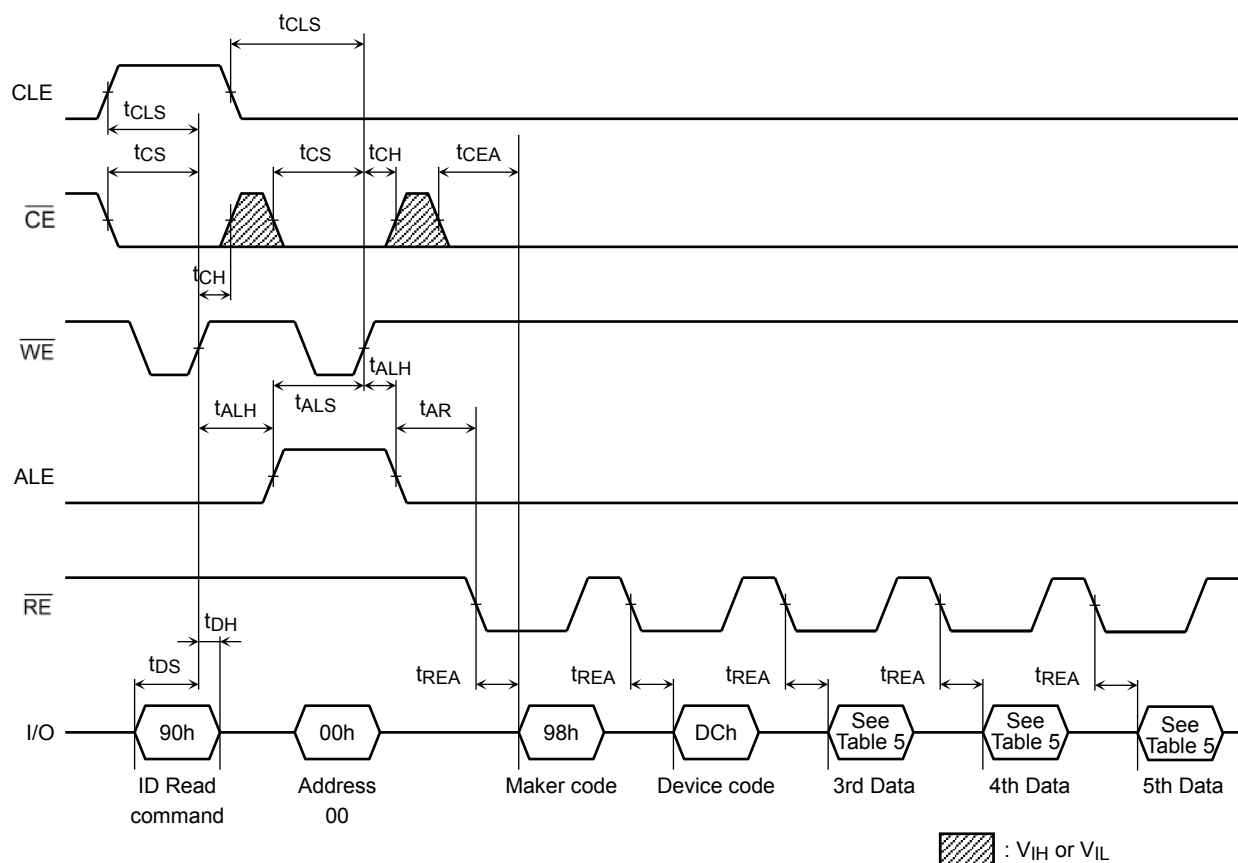 tCLS
CLE
tCLS
tCS
tCS
tCH
tCEA
CE
tCH
WE
tALH
tALH
tALS
tAR
ALE
RE
tDH
tDS
tREA
tREA
tREA
tREA
tREA
I/O
90h
00h
98h
DCh
See
Table 5
See
Table 5
See
Table 5
ID Read
command
Address
00
Maker code
Device code
3rd Data
4th Data
5th Data
: VIH or VIL